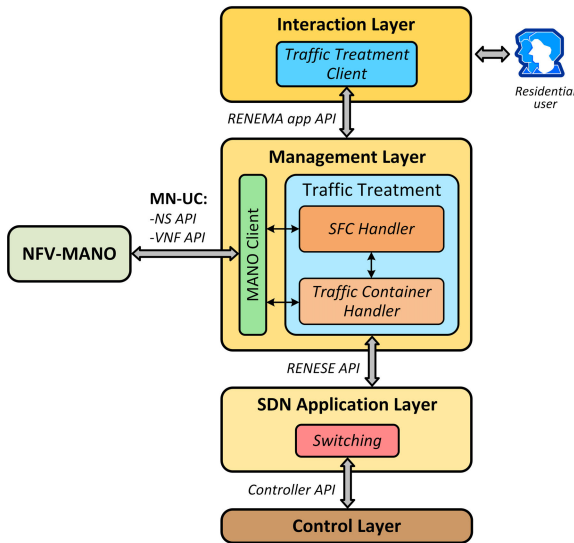 Interaction Layer
Traffic Treatment
Client
Residential
user
RENEMA app API
Management Layer
MN-UC:
-NS API
-VNF API
NFV-MANO
MANO Client
Traffic Treatment
SFC Handler
Traffic Container
Handler
RENESE API
SDN Application Layer
Switching
Controller API
Control Layer